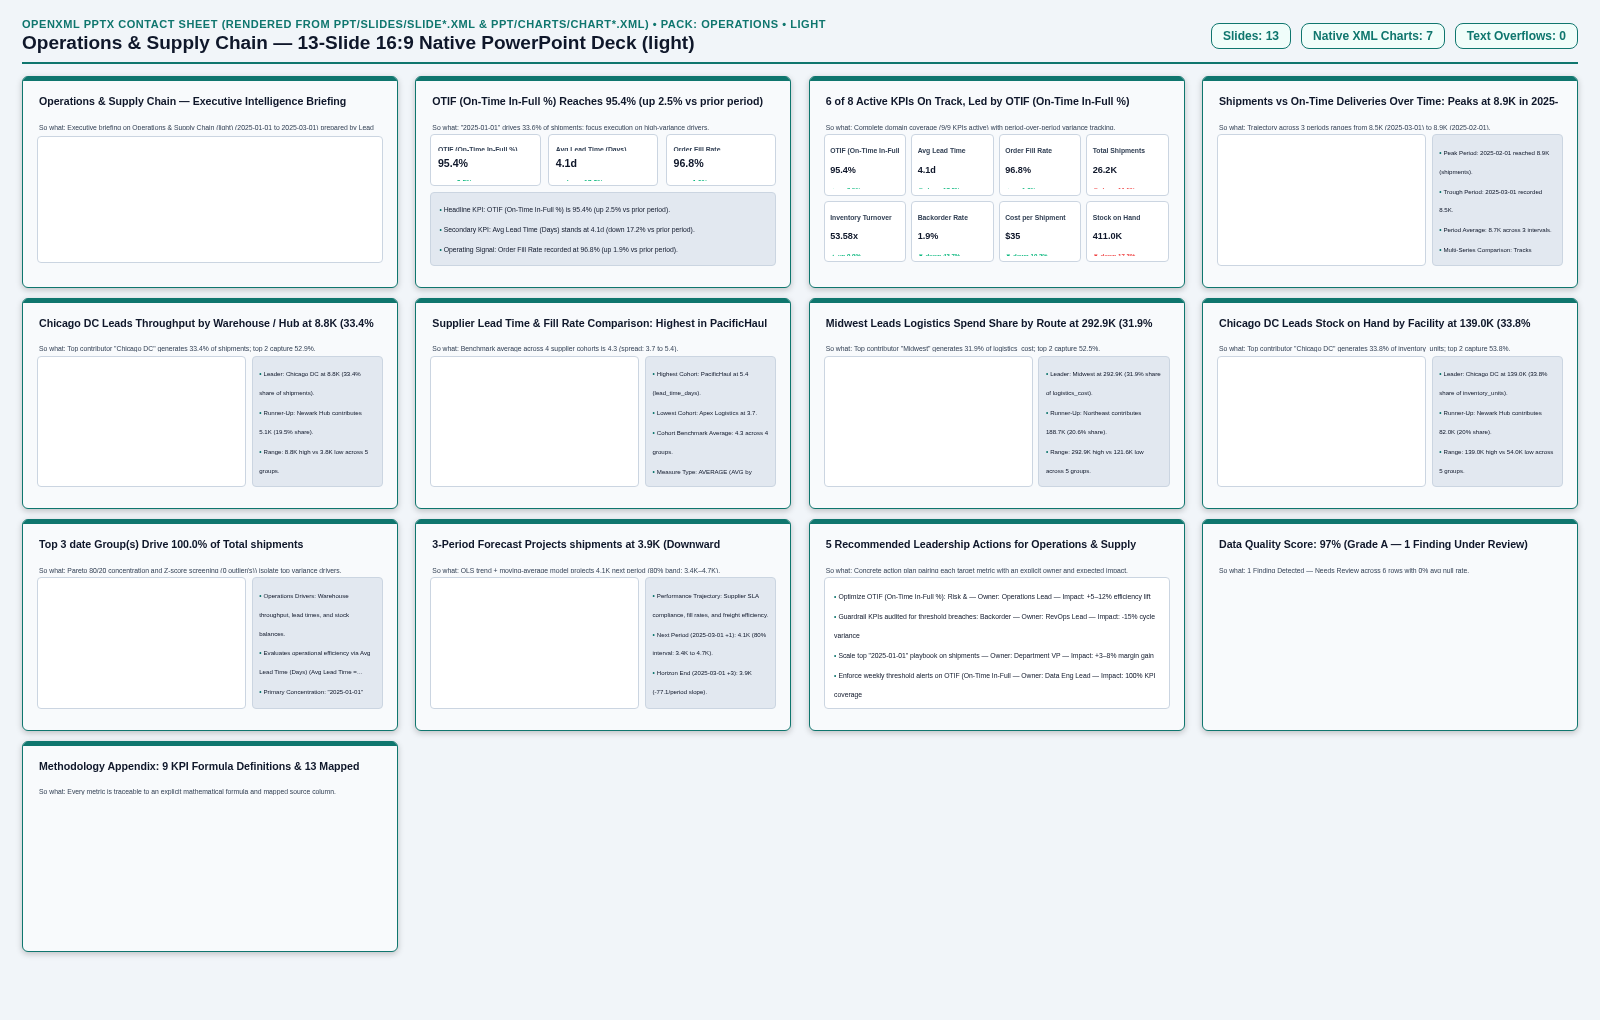 OPENXML PPTX CONTACT SHEET (RENDERED FROM PPT/SLIDES/SLIDE*.XML & PPT/CHARTS/CHART*.XML) • PACK: OPERATIONS • LIGHT
Operations & Supply Chain — 13-Slide 16:9 Native PowerPoint Deck (light)
Slides: 13
Native XML Charts: 7
Text Overflows: 0
Operations & Supply Chain — Executive Intelligence Briefing
So what: Executive briefing on Operations & Supply Chain (light) (2025-01-01 to 2025-03-01) prepared by Lead
OTIF (On-Time In-Full %) Reaches 95.4% (up 2.5% vs prior period)
So what: "2025-01-01" drives 33.6% of shipments; focus execution on high-variance drivers.
OTIF (On-Time In-Full %)
95.4%
Avg Lead Time (Days)
4.1d
Order Fill Rate
96.8%
• Headline KPI: OTIF (On-Time In-Full %) is 95.4% (up 2.5% vs prior period).
• Secondary KPI: Avg Lead Time (Days) stands at 4.1d (down 17.2% vs prior period).
• Operating Signal: Order Fill Rate recorded at 96.8% (up 1.9% vs prior period).
6 of 8 Active KPIs On Track, Led by OTIF (On-Time In-Full %)
So what: Complete domain coverage (9/9 KPIs active) with period-over-period variance tracking.
OTIF (On-Time In-Full
95.4%
Avg Lead Time
4.1d
Order Fill Rate
96.8%
Total Shipments
26.2K
Inventory Turnover
53.58x
Backorder Rate
1.9%
Cost per Shipment
$35
Stock on Hand
411.0K
Shipments vs On-Time Deliveries Over Time: Peaks at 8.9K in 2025-
So what: Trajectory across 3 periods ranges from 8.5K (2025-03-01) to 8.9K (2025-02-01).
• Peak Period: 2025-02-01 reached 8.9K
(shipments).
• Trough Period: 2025-03-01 recorded
8.5K.
• Period Average: 8.7K across 3 intervals.
• Multi-Series Comparison: Tracks
Chicago DC Leads Throughput by Warehouse / Hub at 8.8K (33.4%
So what: Top contributor "Chicago DC" generates 33.4% of shipments; top 2 capture 52.9%.
• Leader: Chicago DC at 8.8K (33.4%
share of shipments).
• Runner-Up: Newark Hub contributes
5.1K (19.5% share).
• Range: 8.8K high vs 3.8K low across 5
groups.
Supplier Lead Time & Fill Rate Comparison: Highest in PacificHaul
So what: Benchmark average across 4 supplier cohorts is 4.3 (spread: 3.7 to 5.4).
• Highest Cohort: PacificHaul at 5.4
(lead_time_days).
• Lowest Cohort: Apex Logistics at 3.7.
• Cohort Benchmark Average: 4.3 across 4
groups.
• Measure Type: AVERAGE (AVG by
Midwest Leads Logistics Spend Share by Route at 292.9K (31.9%
So what: Top contributor "Midwest" generates 31.9% of logistics_cost; top 2 capture 52.5%.
• Leader: Midwest at 292.9K (31.9% share
of logistics_cost).
• Runner-Up: Northeast contributes
188.7K (20.6% share).
• Range: 292.9K high vs 121.6K low
across 5 groups.
Chicago DC Leads Stock on Hand by Facility at 139.0K (33.8%
So what: Top contributor "Chicago DC" generates 33.8% of inventory_units; top 2 capture 53.8%.
• Leader: Chicago DC at 139.0K (33.8%
share of inventory_units).
• Runner-Up: Newark Hub contributes
82.0K (20% share).
• Range: 139.0K high vs 54.0K low across
5 groups.
Top 3 date Group(s) Drive 100.0% of Total shipments
So what: Pareto 80/20 concentration and Z-score screening (0 outlier(s)) isolate top variance drivers.
• Operations Drivers: Warehouse
throughput, lead times, and stock
balances.
• Evaluates operational efficiency via Avg
Lead Time (Days) (Avg Lead Time =...
• Primary Concentration: "2025-01-01"
3-Period Forecast Projects shipments at 3.9K (Downward
So what: OLS trend + moving-average model projects 4.1K next period (80% band: 3.4K–4.7K).
• Performance Trajectory: Supplier SLA
compliance, fill rates, and freight efficiency.
• Next Period (2025-03-01 +1): 4.1K (80%
interval: 3.4K to 4.7K).
• Horizon End (2025-03-01 +3): 3.9K
(-77.1/period slope).
5 Recommended Leadership Actions for Operations & Supply
So what: Concrete action plan pairing each target metric with an explicit owner and expected impact.
• Optimize OTIF (On-Time In-Full %): Risk & — Owner: Operations Lead — Impact: +5–12% efficiency lift
• Guardrail KPIs audited for threshold breaches: Backorder — Owner: RevOps Lead — Impact: -15% cycle
variance
• Scale top "2025-01-01" playbook on shipments — Owner: Department VP — Impact: +3–8% margin gain
• Enforce weekly threshold alerts on OTIF (On-Time In-Full — Owner: Data Eng Lead — Impact: 100% KPI
coverage
Data Quality Score: 97% (Grade A — 1 Finding Under Review)
So what: 1 Finding Detected — Needs Review across 6 rows with 0% avg null rate.
Methodology Appendix: 9 KPI Formula Definitions & 13 Mapped
So what: Every metric is traceable to an explicit mathematical formula and mapped source column.